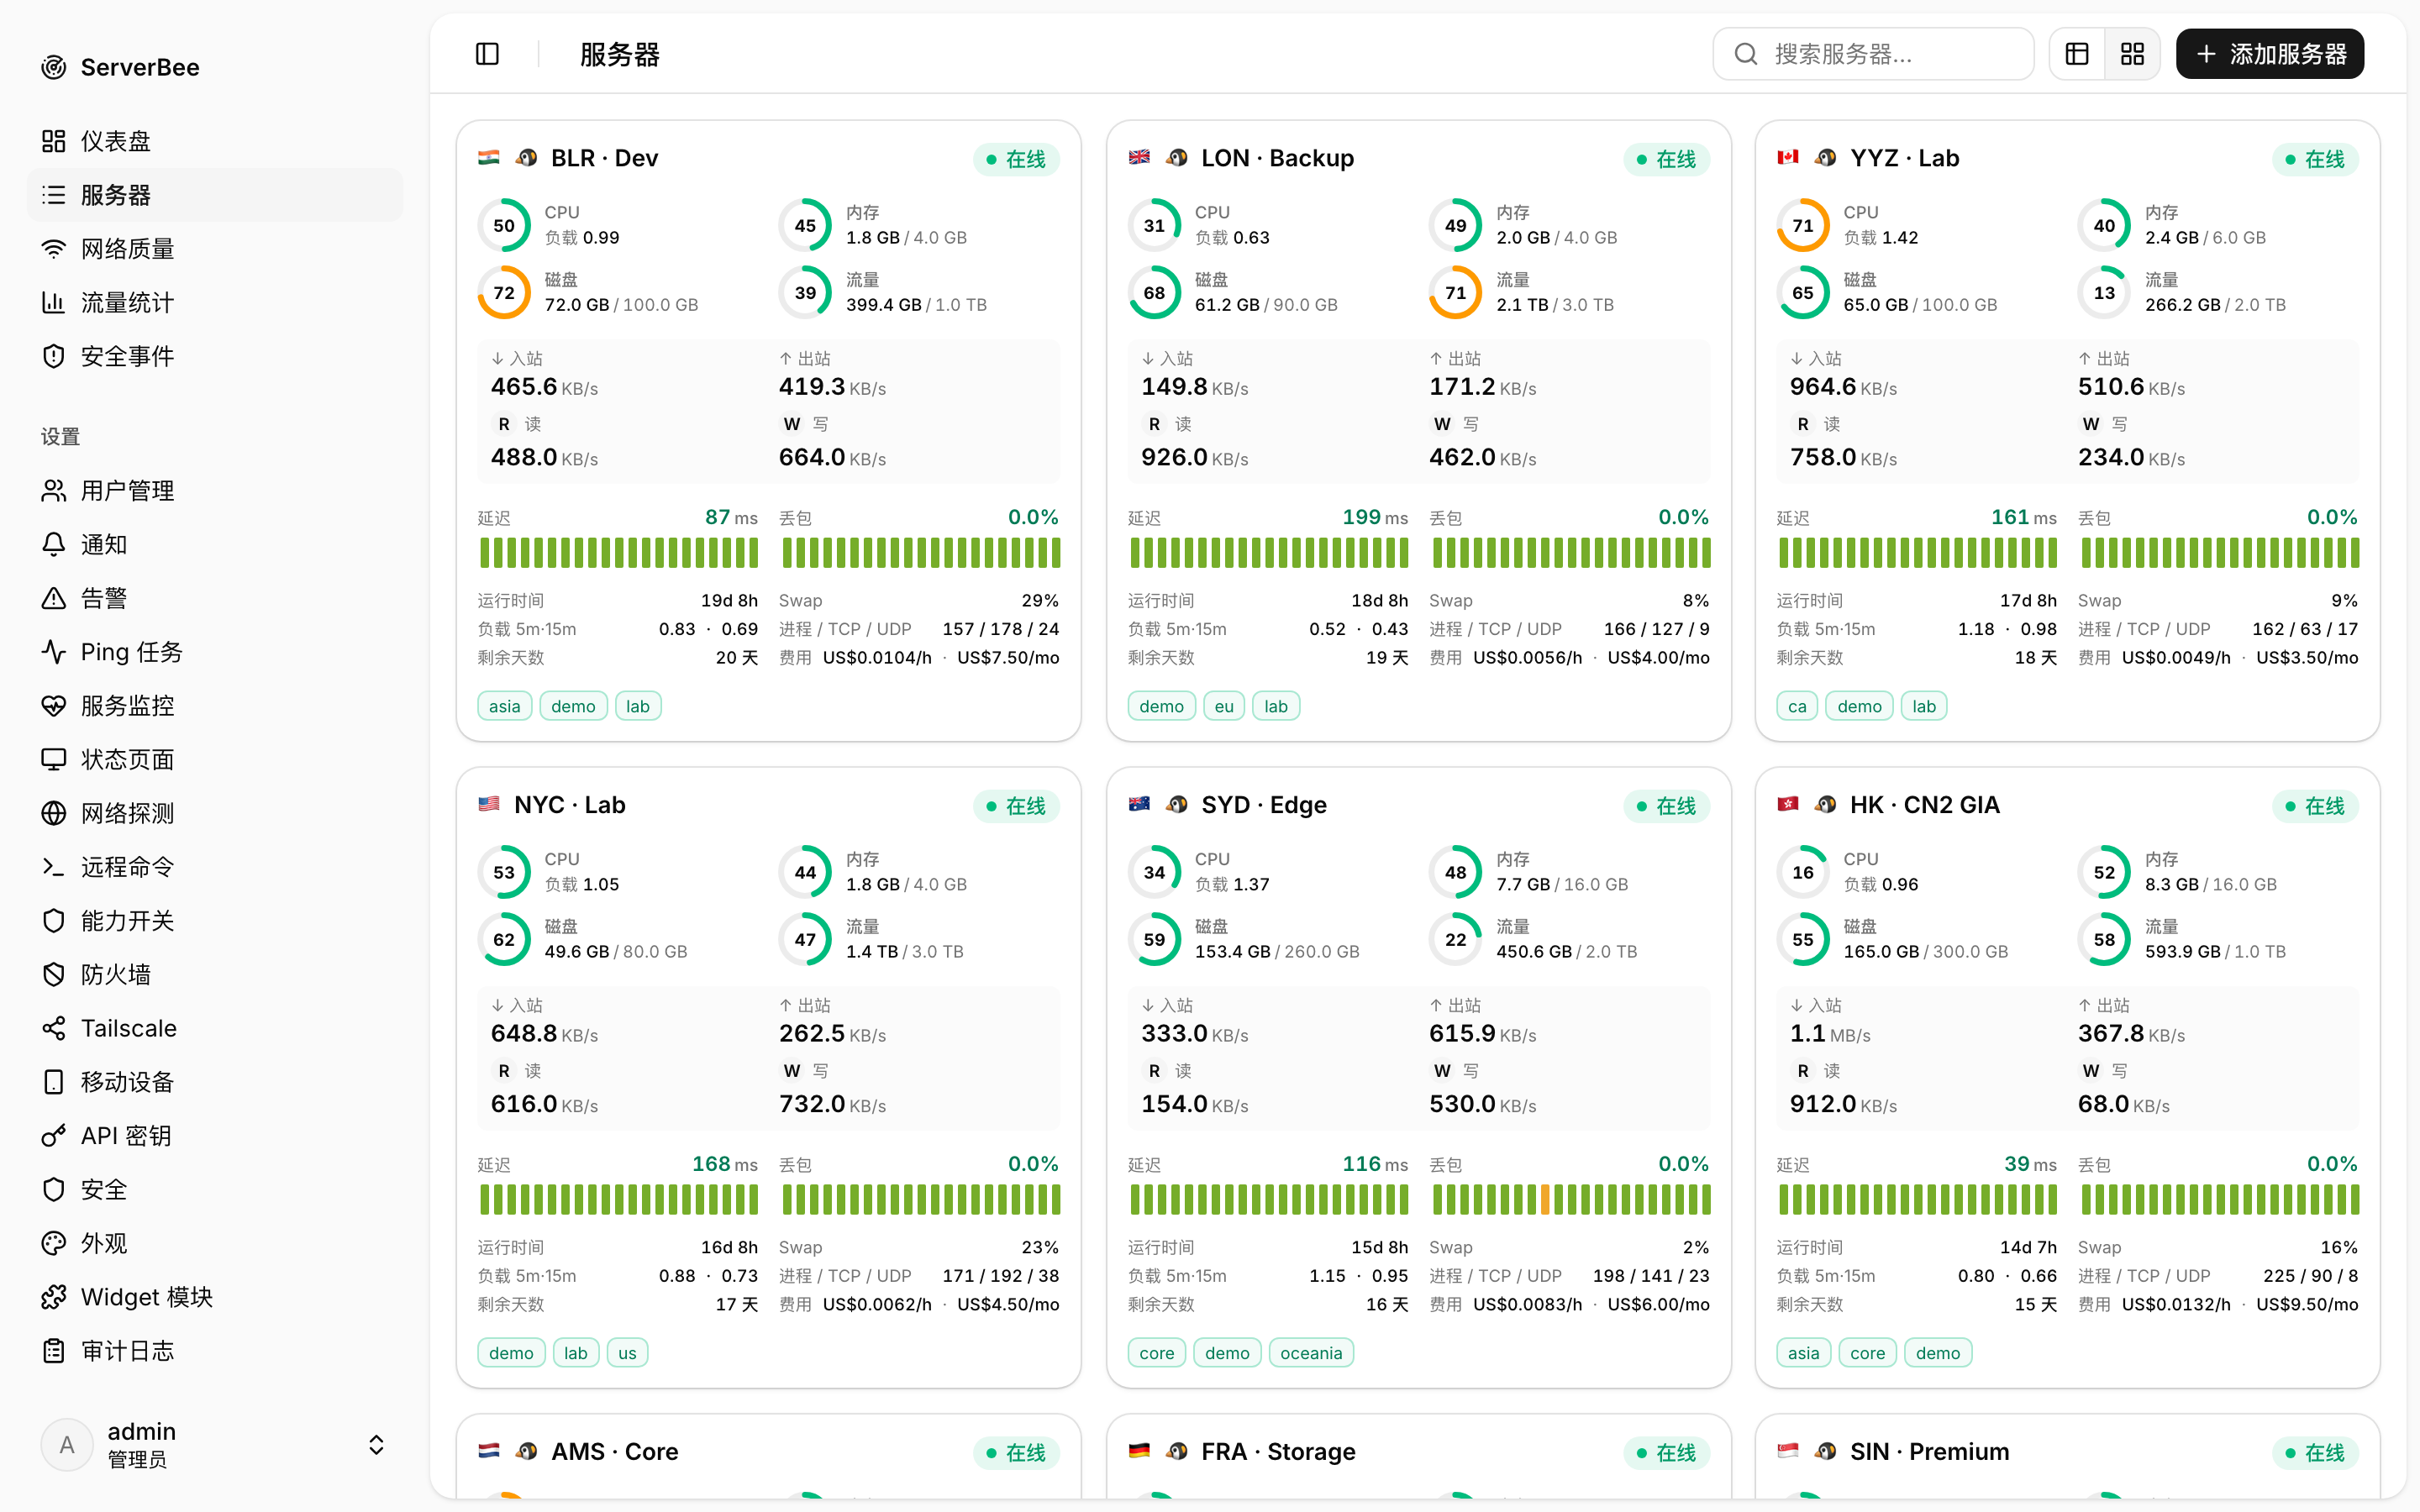 ServerBee
仪表盘
服务器
网络质量
流量统计
安全事件
设置
用户管理
通知
告警
Ping 任务
服务监控
状态页面
网络探测
远程命令
能力开关
防火墙
Tailscale
移动设备
API 密钥
安全
外观
Widget 模块
审计日志
A
admin
管理员
服务器
搜索服务器...
添加服务器
BLR · Dev
在线
50 CPU
负载 0.99
45 内存
1.8 GB / 4.0 GB
72 磁盘
72.0 GB / 100.0 GB
39 流量
399.4 GB / 1.0 TB
↓ 入站 ↑ 出站
465.6 KB/s 419.3 KB/s
R 读 W 写
488.0 KB/s 664.0 KB/s
延迟 87 ms 丢包 0.0%
运行时间 19d 8h Swap 29%
负载 5m·15m 0.83 · 0.69 进程 / TCP / UDP 157 / 178 / 24
剩余天数 20 天 费用 US$0.0104/h · US$7.50/mo
asia demo lab
LON · Backup
在线
31 CPU
负载 0.63
49 内存
2.0 GB / 4.0 GB
68 磁盘
61.2 GB / 90.0 GB
71 流量
2.1 TB / 3.0 TB
↓ 入站 ↑ 出站
149.8 KB/s 171.2 KB/s
R 读 W 写
926.0 KB/s 462.0 KB/s
延迟 199 ms 丢包 0.0%
运行时间 18d 8h Swap 8%
负载 5m·15m 0.52 · 0.43 进程 / TCP / UDP 166 / 127 / 9
剩余天数 19 天 费用 US$0.0056/h · US$4.00/mo
demo eu lab
YYZ · Lab
在线
71 CPU
负载 1.42
40 内存
2.4 GB / 6.0 GB
65 磁盘
65.0 GB / 100.0 GB
13 流量
266.2 GB / 2.0 TB
↓ 入站 ↑ 出站
964.6 KB/s 510.6 KB/s
R 读 W 写
758.0 KB/s 234.0 KB/s
延迟 161 ms 丢包 0.0%
运行时间 17d 8h Swap 9%
负载 5m·15m 1.18 · 0.98 进程 / TCP / UDP 162 / 63 / 17
剩余天数 18 天 费用 US$0.0049/h · US$3.50/mo
ca demo lab
NYC · Lab
在线
53 CPU
负载 1.05
44 内存
1.8 GB / 4.0 GB
62 磁盘
49.6 GB / 80.0 GB
47 流量
1.4 TB / 3.0 TB
↓ 入站 ↑ 出站
648.8 KB/s 262.5 KB/s
R 读 W 写
616.0 KB/s 732.0 KB/s
延迟 168 ms 丢包 0.0%
运行时间 16d 8h Swap 23%
负载 5m·15m 0.88 · 0.73 进程 / TCP / UDP 171 / 192 / 38
剩余天数 17 天 费用 US$0.0062/h · US$4.50/mo
demo lab us
SYD · Edge
在线
34 CPU
负载 1.37
48 内存
7.7 GB / 16.0 GB
59 磁盘
153.4 GB / 260.0 GB
22 流量
450.6 GB / 2.0 TB
↓ 入站 ↑ 出站
333.0 KB/s 615.9 KB/s
R 读 W 写
154.0 KB/s 530.0 KB/s
延迟 116 ms 丢包 0.0%
运行时间 15d 8h Swap 2%
负载 5m·15m 1.15 · 0.95 进程 / TCP / UDP 198 / 141 / 23
剩余天数 16 天 费用 US$0.0083/h · US$6.00/mo
core demo oceania
HK · CN2 GIA
在线
16 CPU
负载 0.96
52 内存
8.3 GB / 16.0 GB
55 磁盘
165.0 GB / 300.0 GB
58 流量
593.9 GB / 1.0 TB
↓ 入站 ↑ 出站
1.1 MB/s 367.8 KB/s
R 读 W 写
912.0 KB/s 68.0 KB/s
延迟 39 ms 丢包 0.0%
运行时间 14d 7h Swap 16%
负载 5m·15m 0.80 · 0.66 进程 / TCP / UDP 225 / 90 / 8
剩余天数 15 天 费用 US$0.0132/h · US$9.50/mo
asia core demo
AMS · Core
在线
FRA · Storage
在线
SIN · Premium
在线